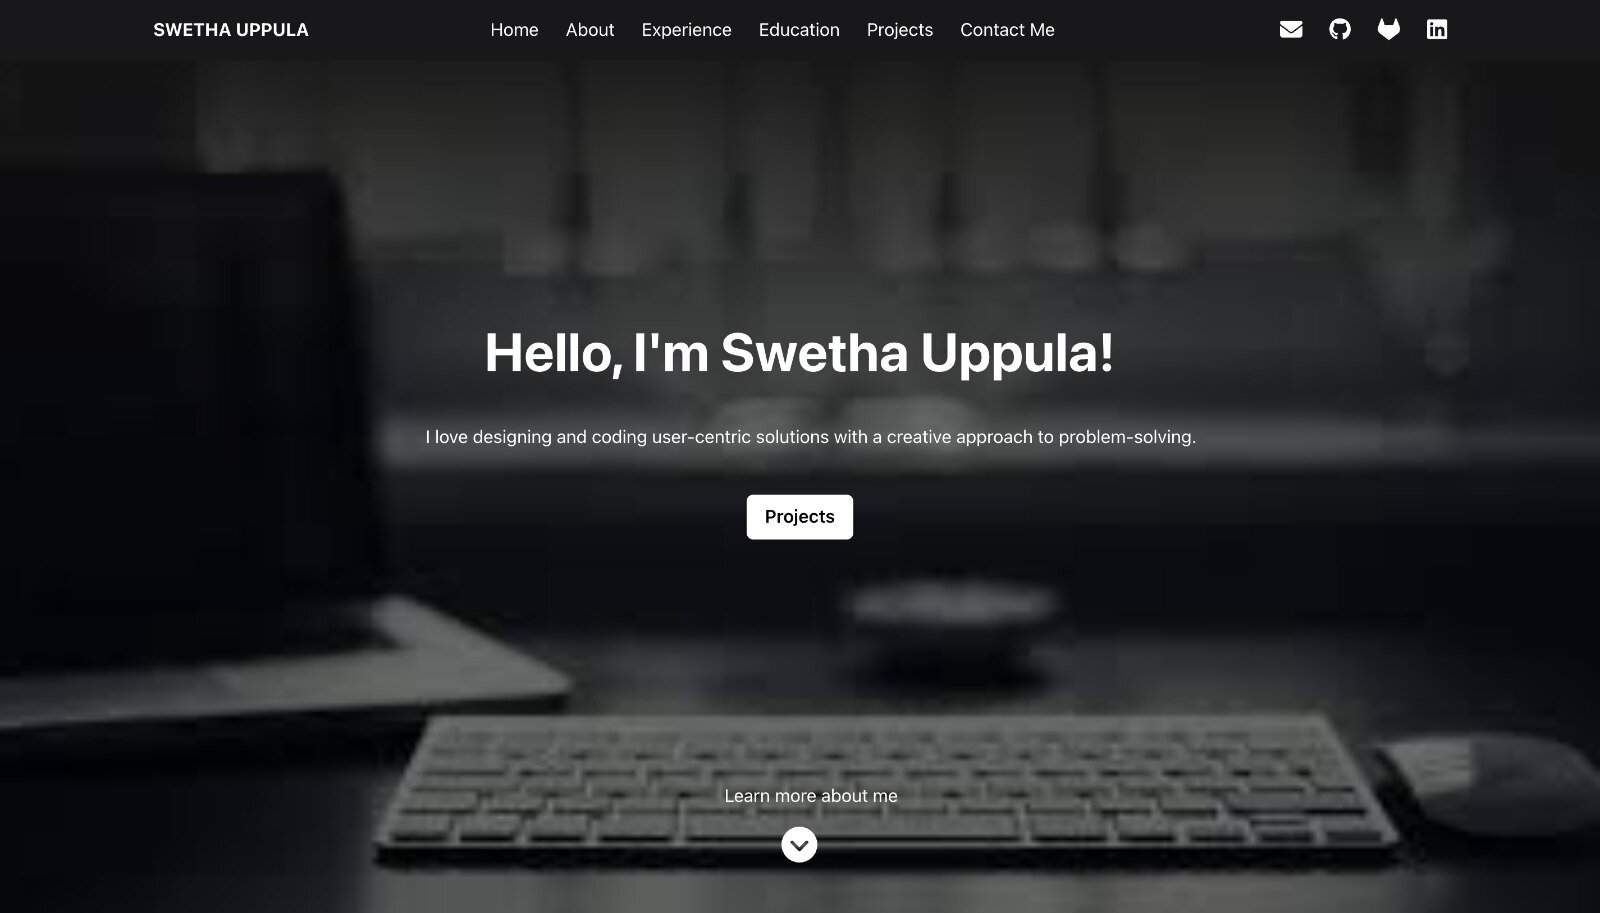 SWETHA UPPULA
Home About Experience Education Projects Contact Me
Hello, I'm Swetha Uppula!
I love designing and coding user-centric solutions with a creative approach to problem-solving.
Projects
Learn more about me